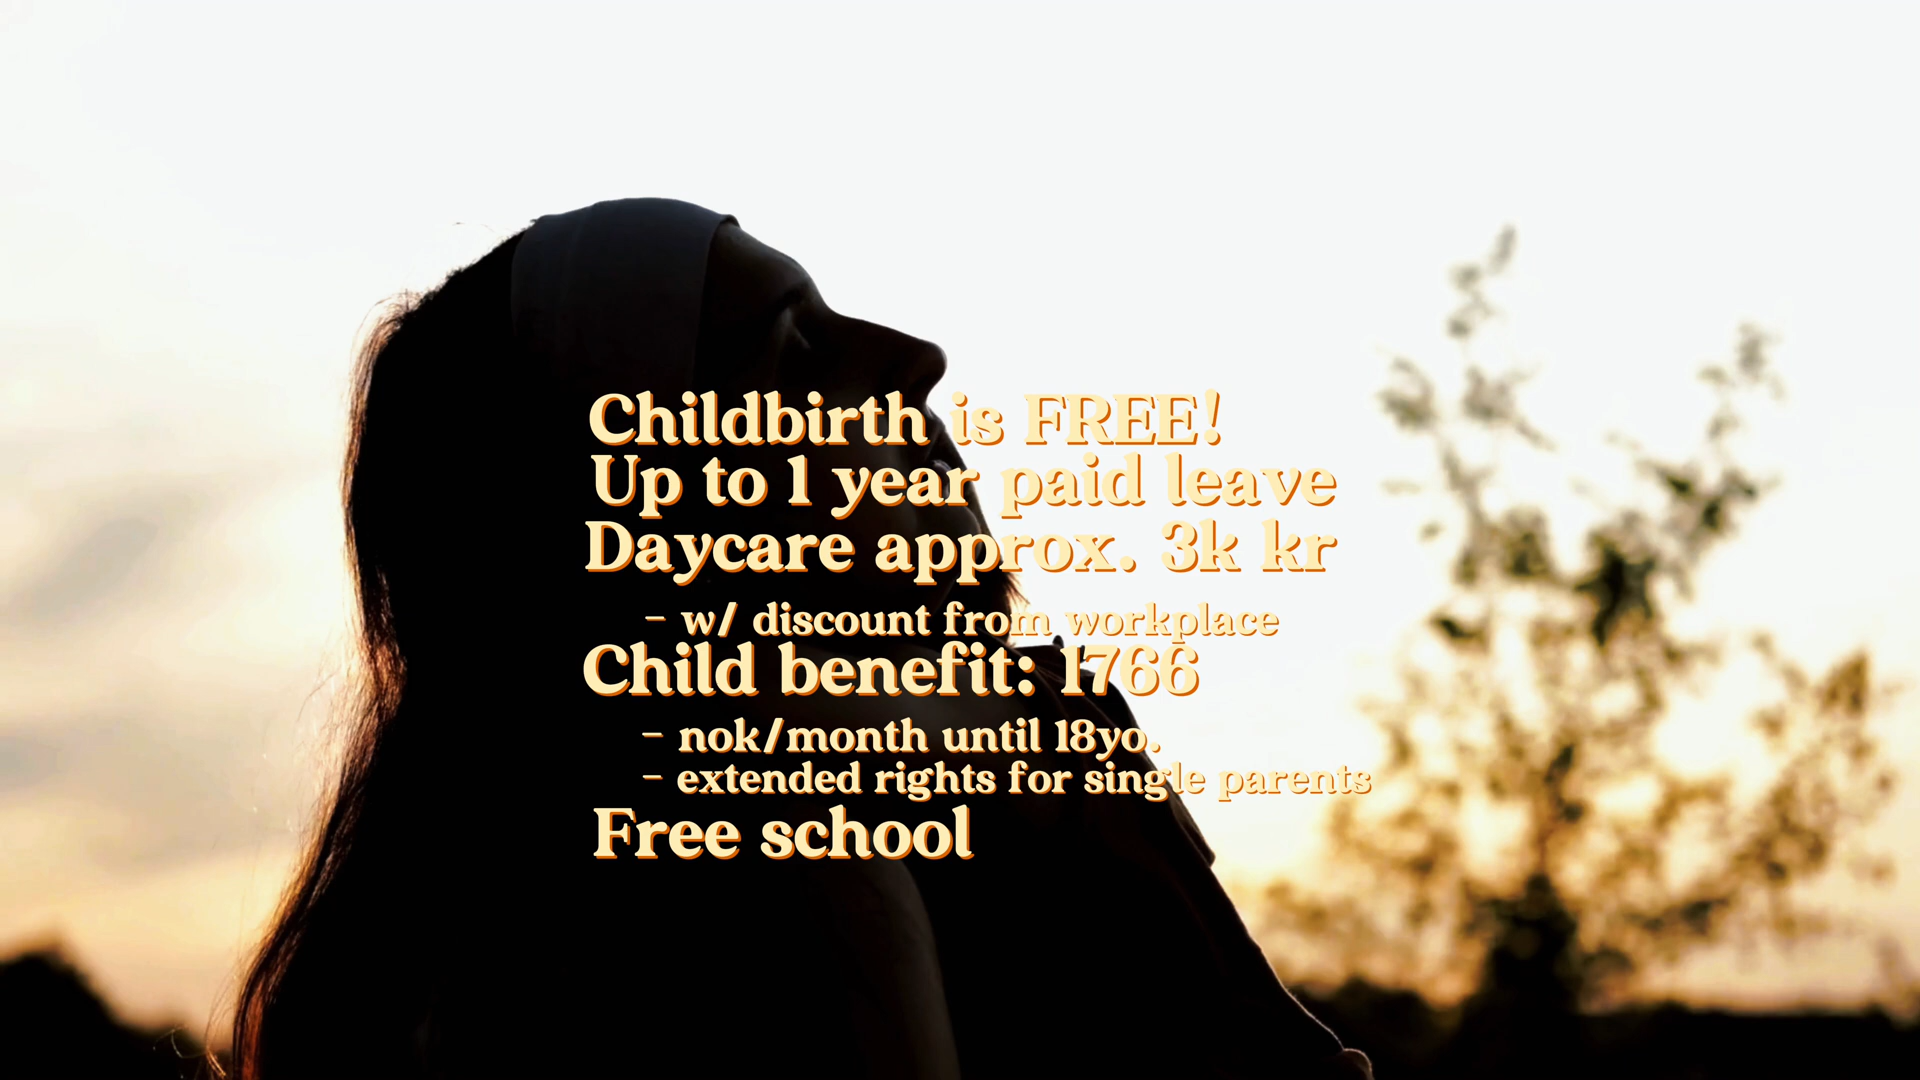 Childbirth is FREE!
Up to 1 year paid leave
Daycare approx. 3k kr
- w/ discount from workplace
Child benefit: 1766
- nok/month until 18yo.
- extended rights for single parents
Free school